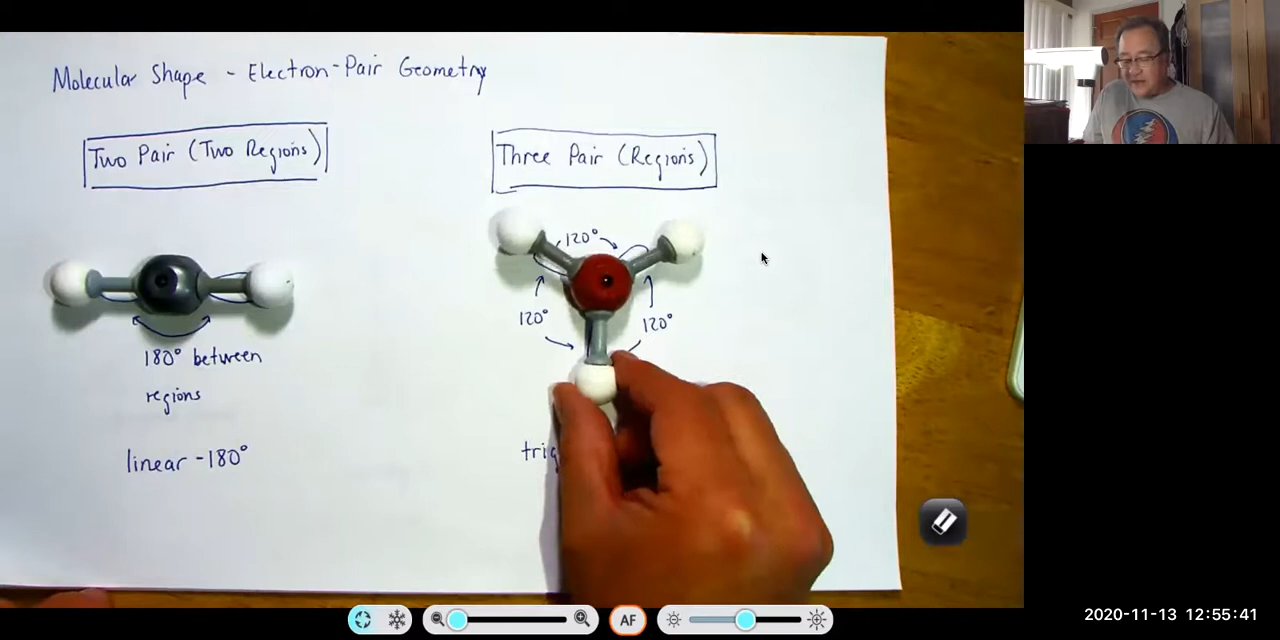 Molecular Shape - Electron-Pair Geometry
Two Pair (Two Regions)
Three Pair (Regions)
120°
120°
120°
180° between
regions
linear - 180°
trig
AF
2020-11-13 12:55:41